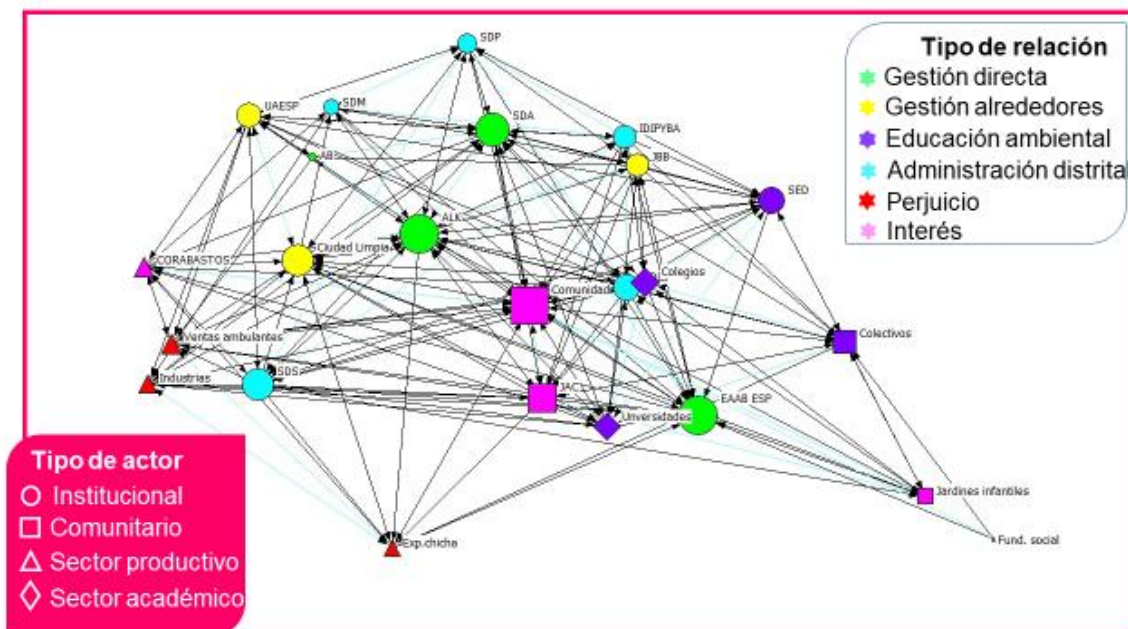 SDP
Tipo de relación
Gestión directa
Gestión alrededores
Educación ambiental
Administración distrital
Perjuicio
Interés
UAESP
SDM
SDA
IDIPYBA
JBB
SED
ALK
Ciudad Limpia
CORABASTOS
Colegios
Comunidad
Ventas ambulantes
Colectivos
Industrias
SDS
JAC
EAAB ESP
Unversidades
Tipo de actor
Institucional
Comunitario
Sector productivo
Sector académico
Jardines infantiles
Exp.chicha
Fund. social